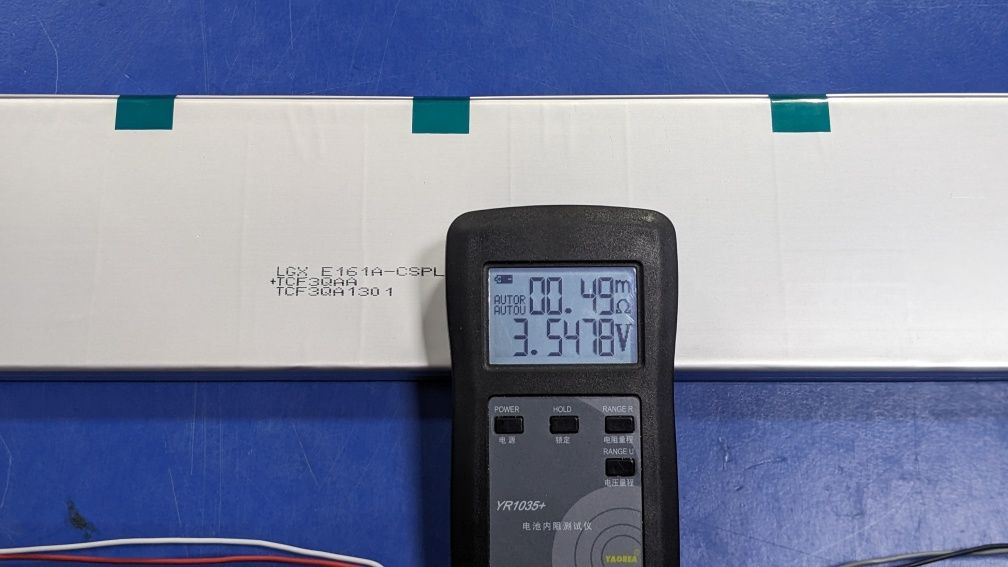 LGX E161A-CSPL
+TCF3QAA
TCF3QA1301
AUTOR
AUTOU
00.49mΩ
3.5478V
POWER
HOLD
RANGE R
电源
锁定
电阻量程
RANGE U
电压量程
YR1035+
电池内阻测试仪
YAOREA